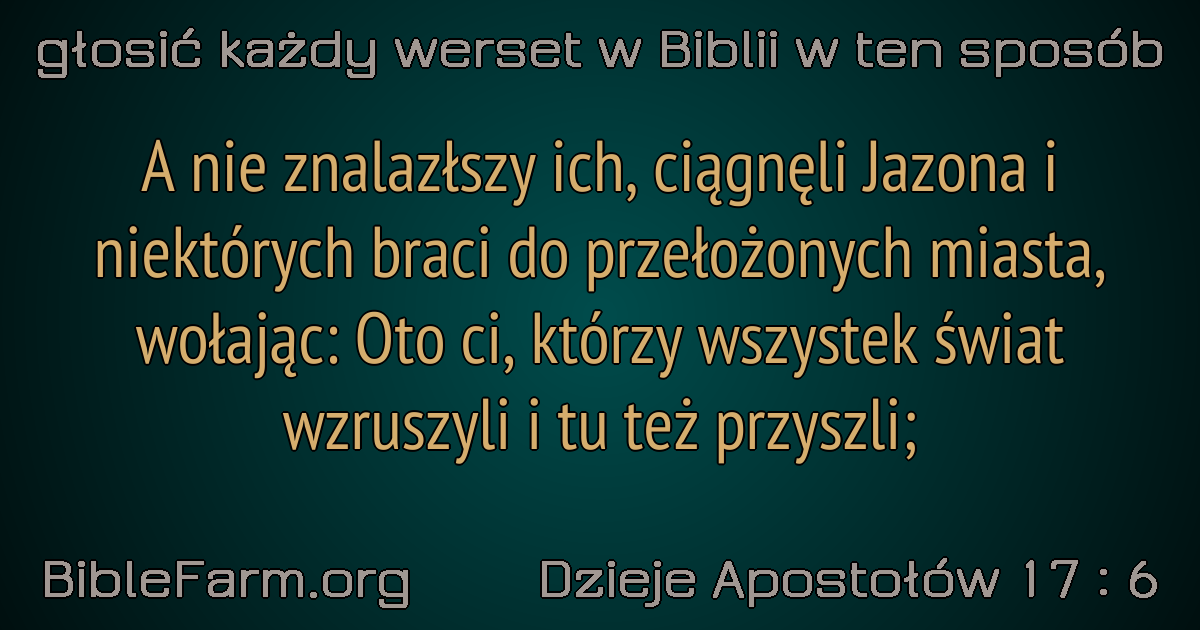 głosić każdy werset w Biblii w ten sposób
A nie znalazłszy ich, ciągnęli Jazona i
niektórych braci do przełożonych miasta,
wołając: Oto ci, którzy wszystek świat
wzruszyli i tu też przyszli;
BibleFarm.org
Dzieje Apostołów 17 : 6